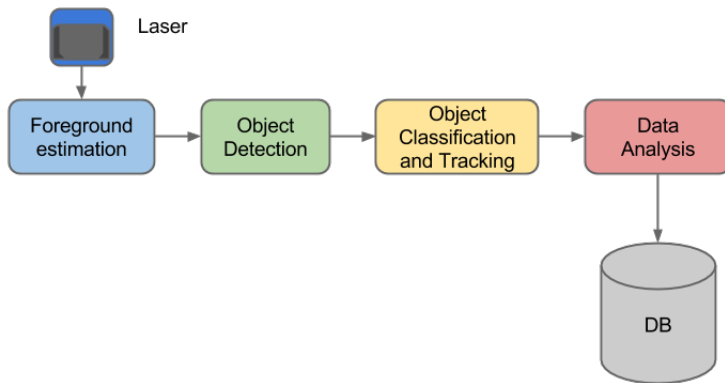 Laser
Foreground
estimation
Object
Detection
Object
Classification
and Tracking
Data
Analysis
DB